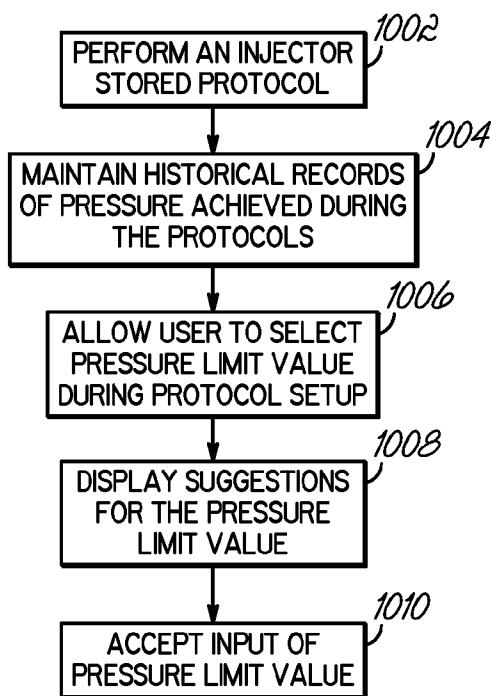 1002
PERFORM AN INJECTOR
STORED PROTOCOL
1004
MAINTAIN HISTORICAL RECORDS
OF PRESSURE ACHIEVED DURING
THE PROTOCOLS
1006
ALLOW USER TO SELECT
PRESSURE LIMIT VALUE
DURING PROTOCOL SETUP
1008
DISPLAY SUGGESTIONS
FOR THE PRESSURE
LIMIT VALUE
1010
ACCEPT INPUT OF
PRESSURE LIMIT VALUE